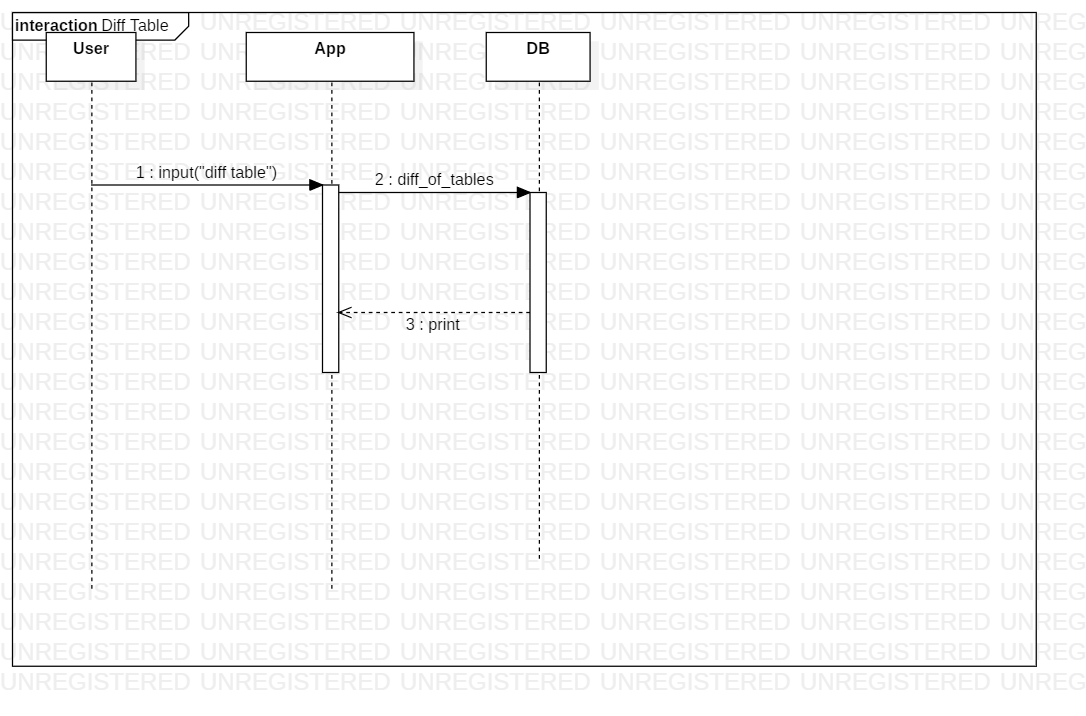 interaction Diff Table
User
App
DB
1 : input("diff table")
2 : diff_of_tables
3 : print
UNREGISTERED UNREGISTERED UNREGISTERED UNREGISTERED UNREGISTERED UNREG